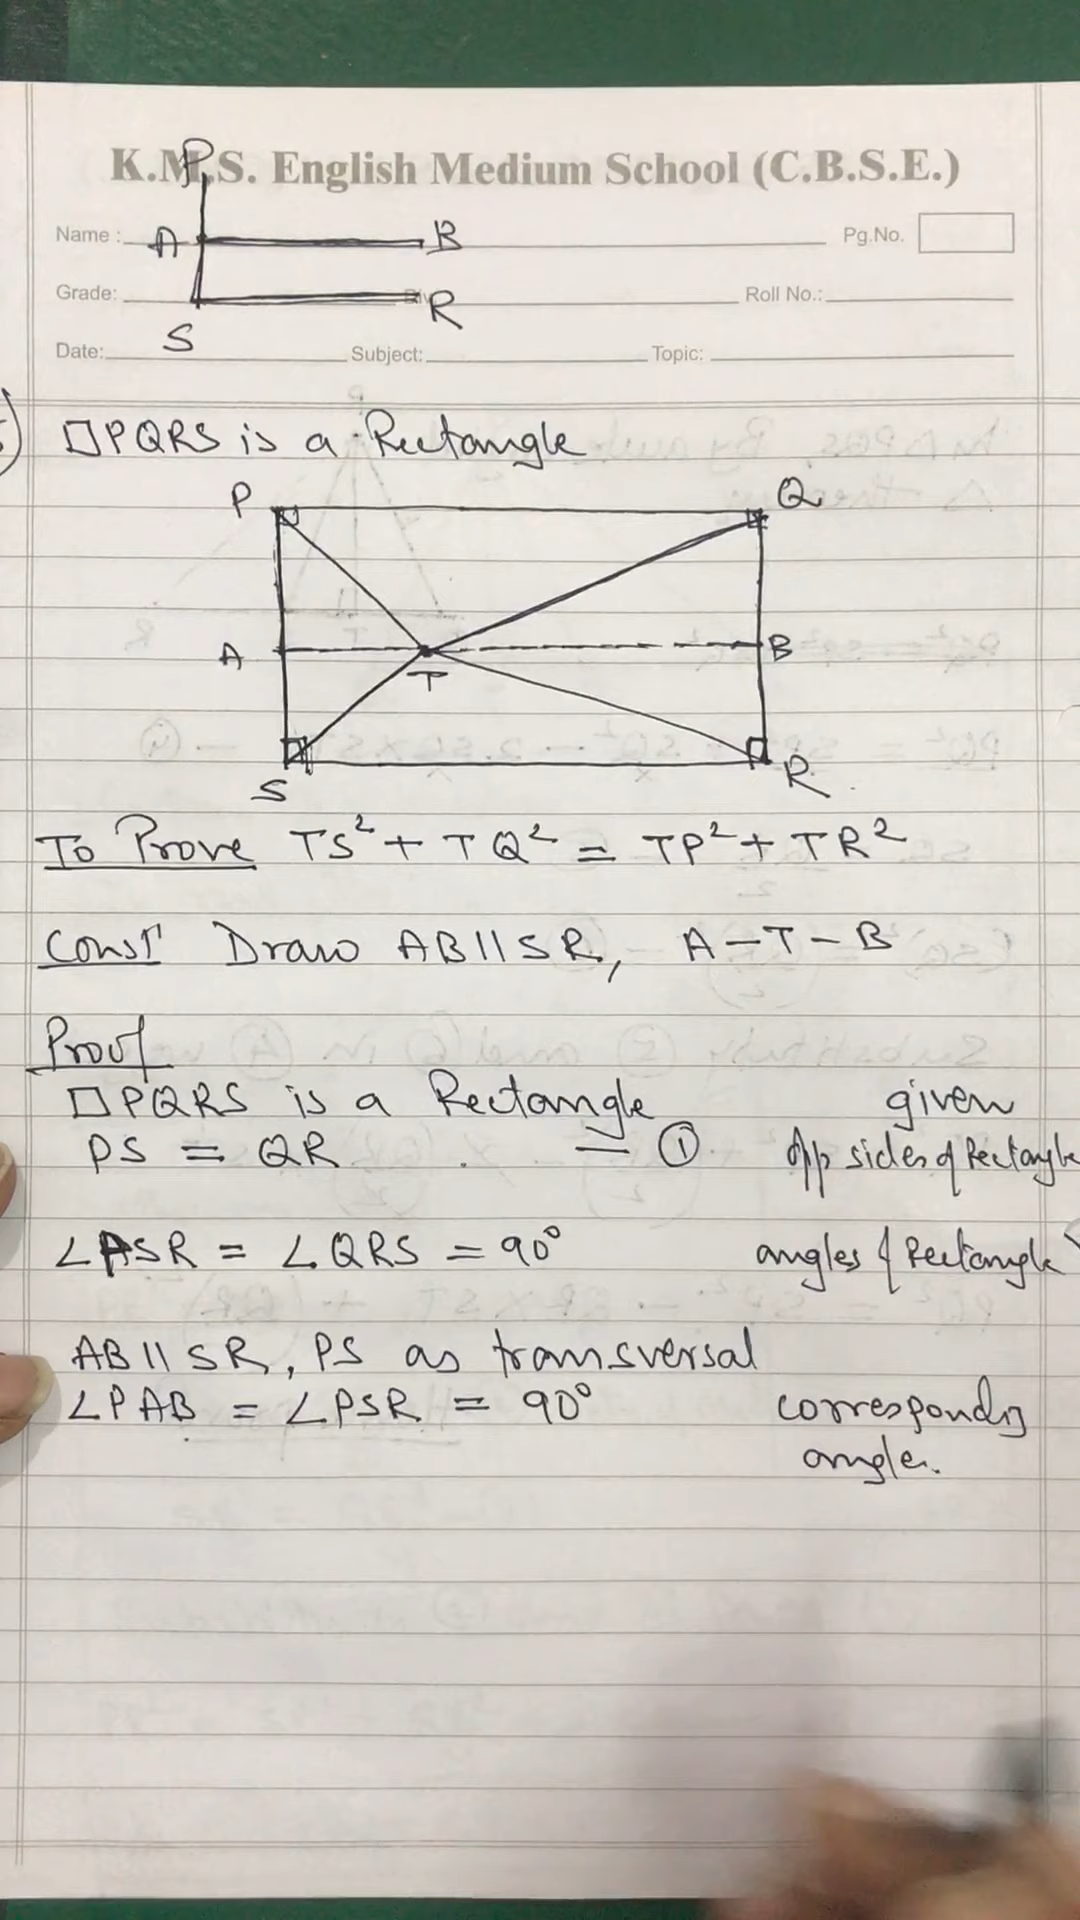 K.M.S. English Medium School (C.B.S.E.)
P
Name : A B Pg.No.
Grade: R Roll No.:
S
Date: Subject: Topic:
□PQRS is a Rectangle
P Q
A B
T
S R
To Prove TS² + TQ² = TP² + TR²
Const Draw AB || SR, A – T – B
Proof
□PQRS is a Rectangle given
PS = QR — ① Opp sides of Rectangle
∠PSR = ∠QRS = 90° angles of Rectangle
AB || SR, PS as transversal
∠PAB = ∠PSR = 90° corresponding
angles.